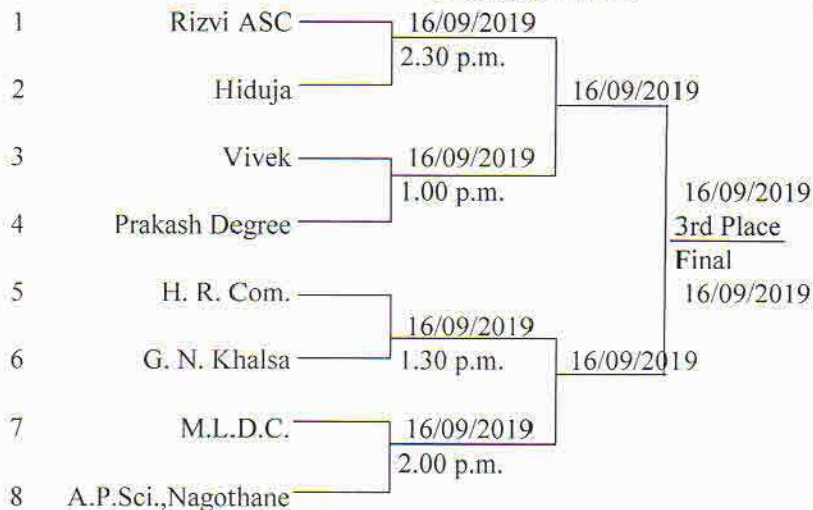 1 Rizvi ASC 16/09/2019
2.30 p.m.
2 Hiduja 16/09/2019
3 Vivek 16/09/2019
1.00 p.m. 16/09/2019
4 Prakash Degree 3rd Place
Final
5 H. R. Com. 16/09/2019
16/09/2019
6 G. N. Khalsa 1.30 p.m. 16/09/2019
7 M.L.D.C. 16/09/2019
2.00 p.m.
8 A.P.Sci.,Nagothane